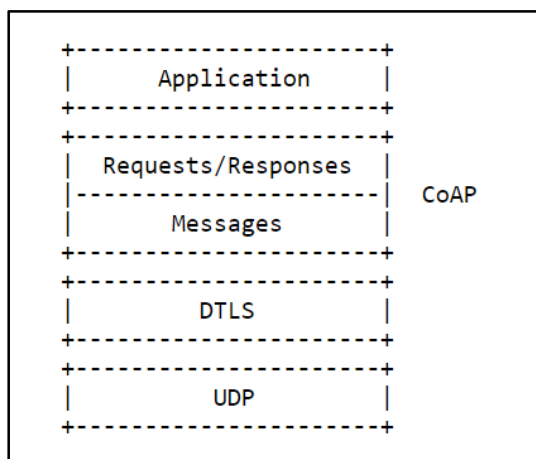 +----------------------+
|      Application     |
+----------------------+
+----------------------+
|  Requests/Responses  |
|----------------------|  CoAP
|       Messages       |
+----------------------+
+----------------------+
|         DTLS         |
+----------------------+
+----------------------+
|          UDP         |
+----------------------+